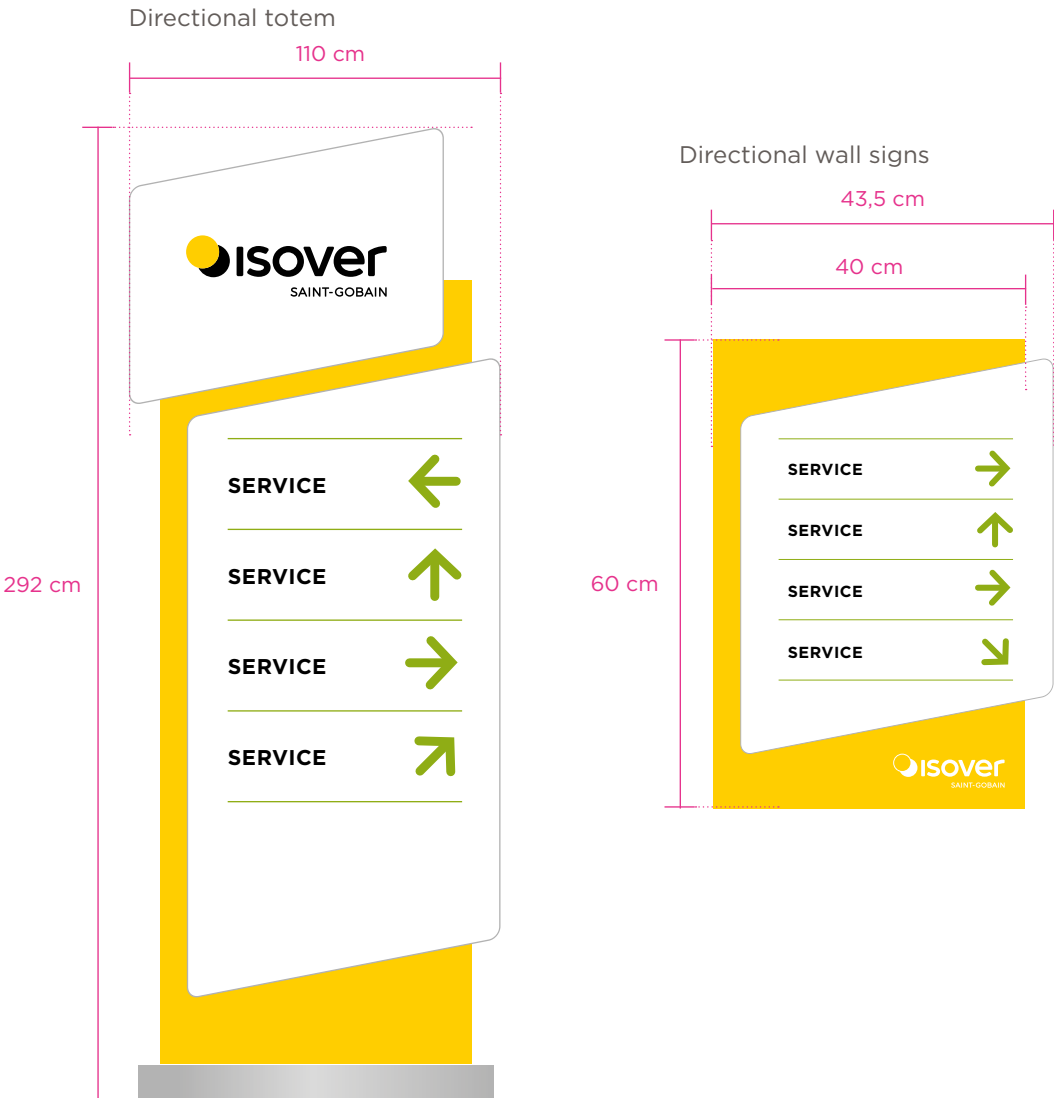 Directional totem
110 cm
ISOVER
SAINT-GOBAIN
SERVICE
SERVICE
SERVICE
SERVICE
292 cm
Directional wall signs
43,5 cm
40 cm
60 cm
SERVICE
SERVICE
SERVICE
SERVICE
ISOVER
SAINT-GOBAIN